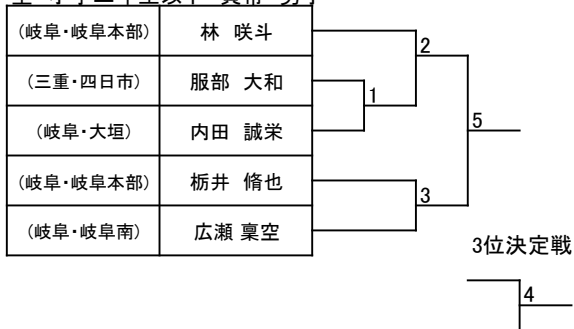 (岐阜・岐阜本部) 林 咲斗
(三重・四日市) 服部 大和
(岐阜・大垣) 内田 誠栄
(岐阜・岐阜本部) 栃井 脩也
(岐阜・岐阜南) 広瀬 稟空
2
1
5
3
3位決定戦
4